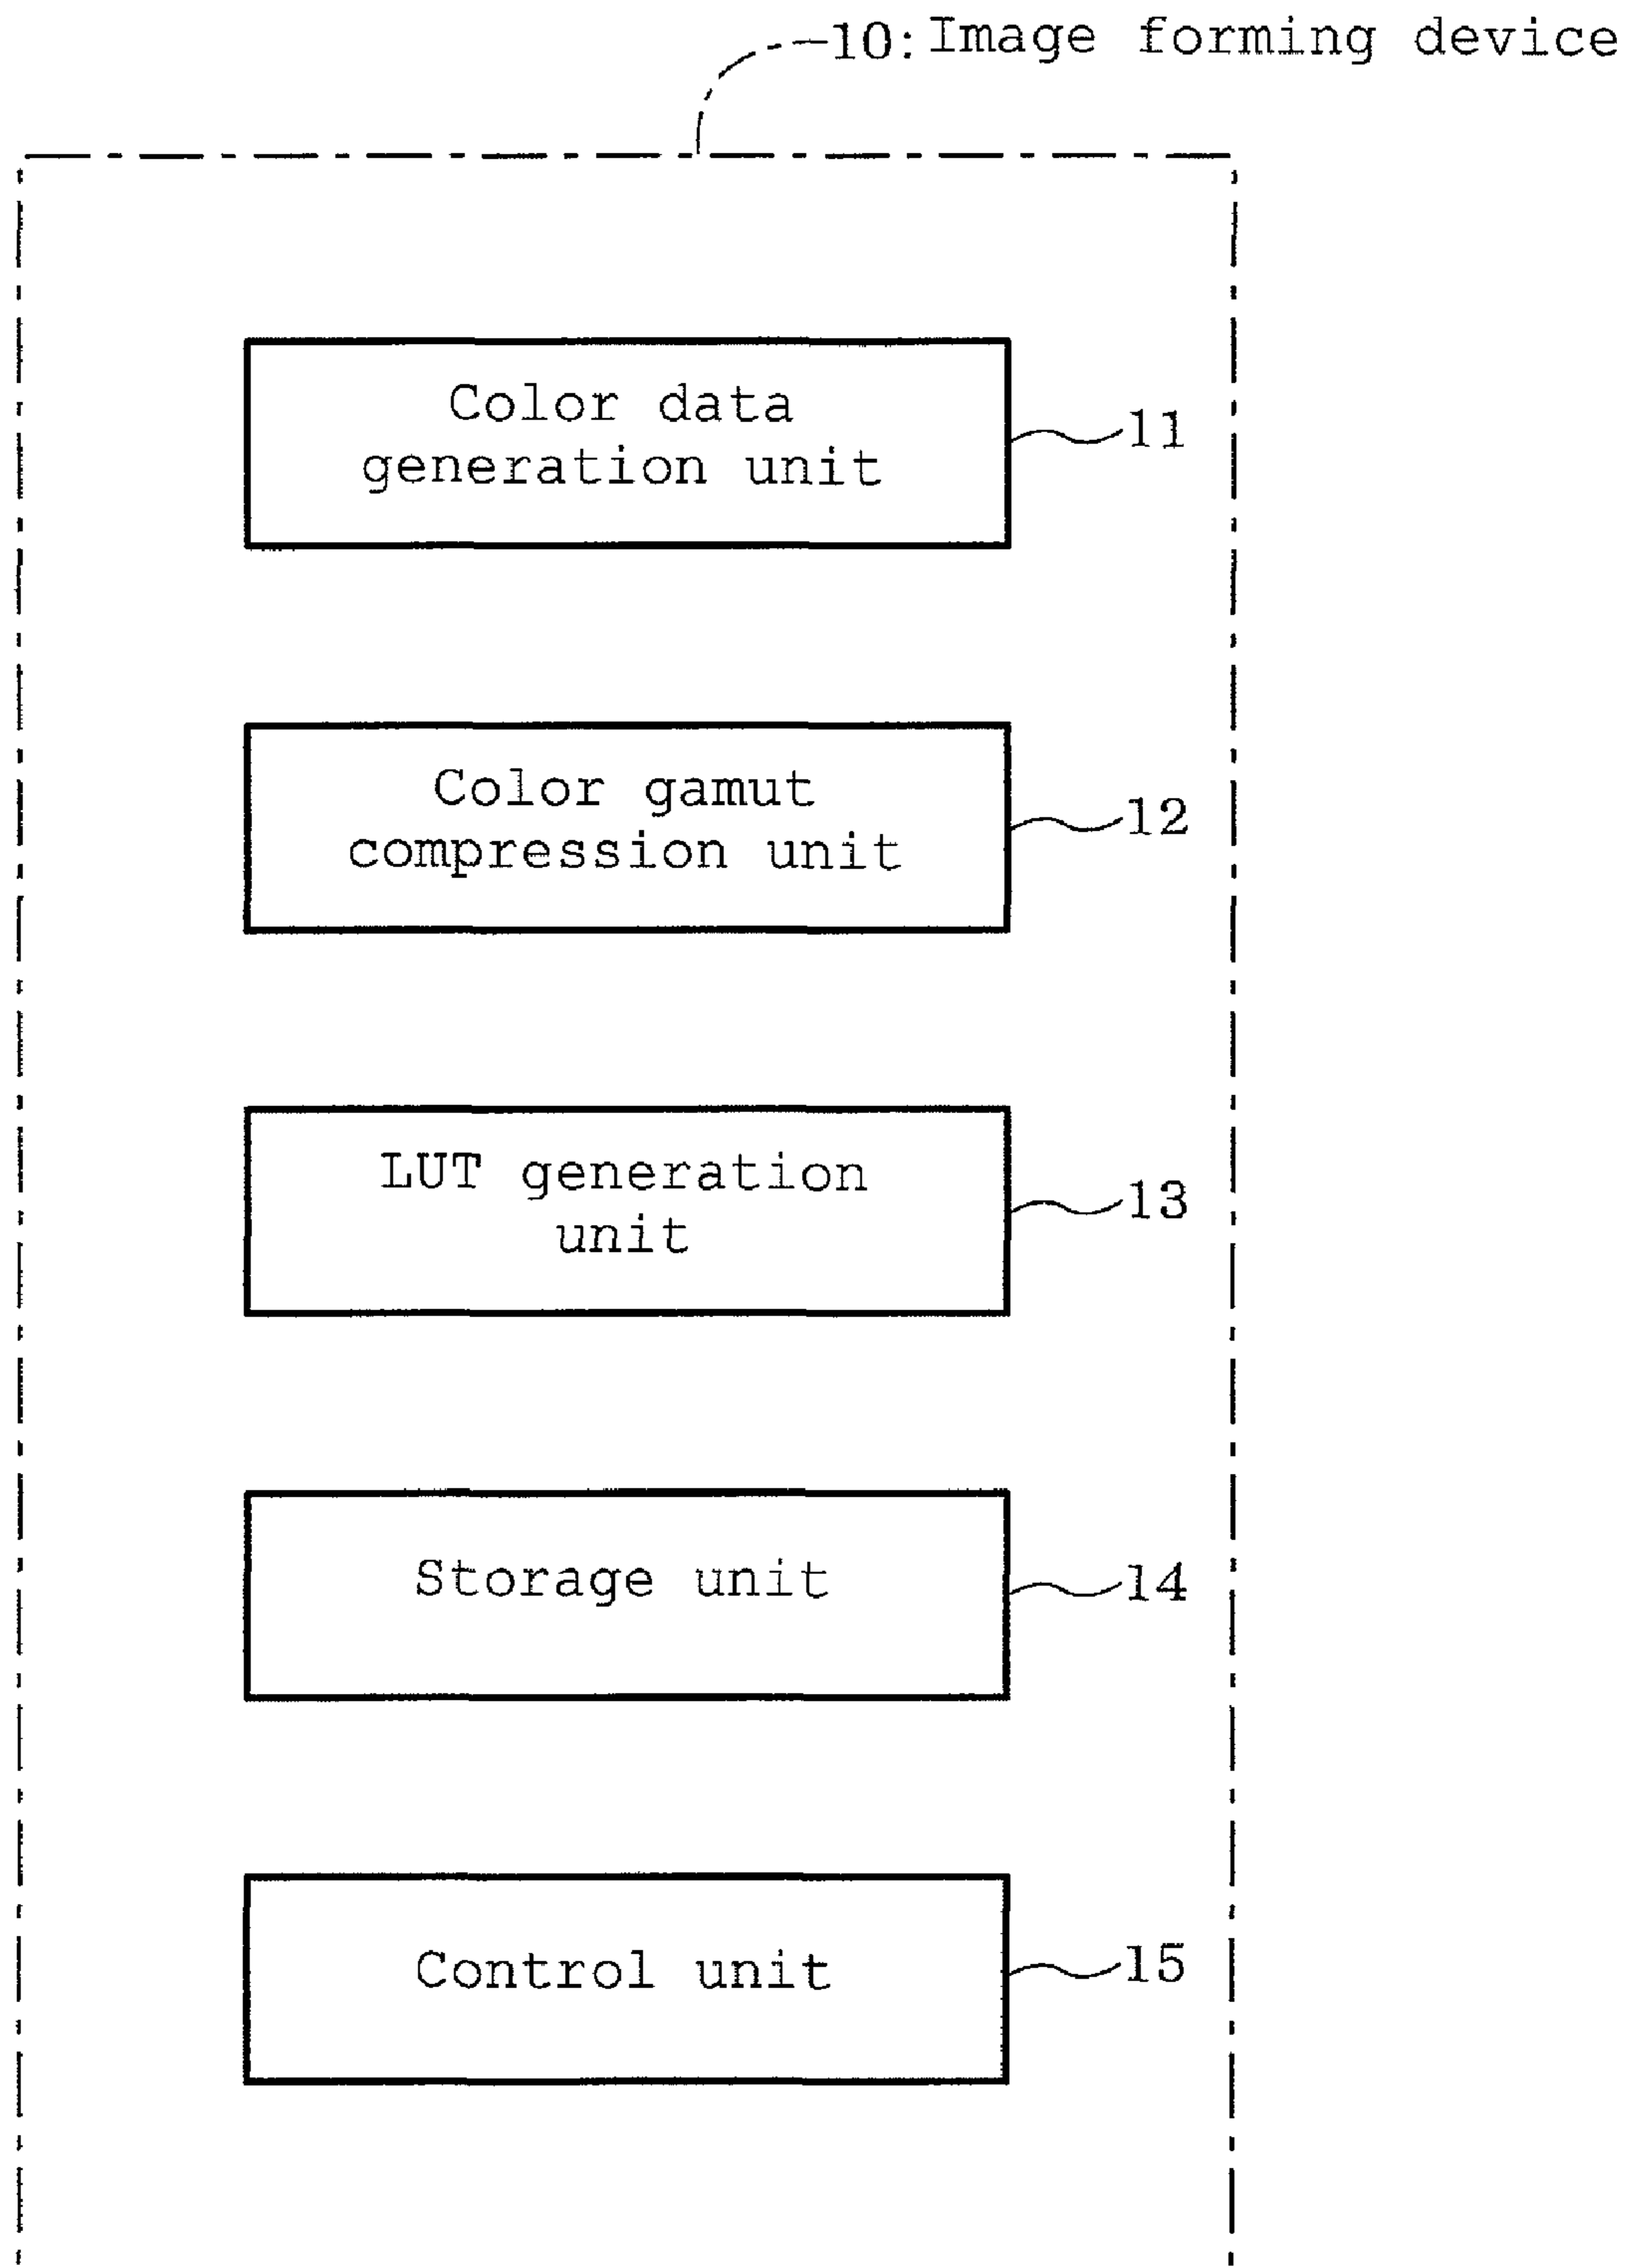 10: Image forming device
Color data
generation unit
11
Color gamut
compression unit
12
LUT generation
unit
13
Storage unit
14
Control unit
15